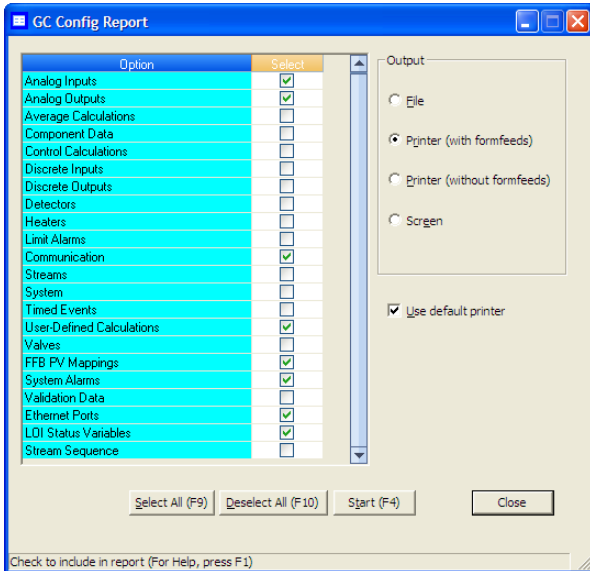 GC Config Report
Option Select
Analog Inputs
Analog Outputs
Average Calculations
Component Data
Control Calculations
Discrete Inputs
Discrete Outputs
Detectors
Heaters
Limit Alarms
Communication
Streams
System
Timed Events
User-Defined Calculations
Valves
FFB PV Mappings
System Alarms
Validation Data
Ethernet Ports
LOI Status Variables
Stream Sequence
Output
File
Printer (with formfeeds)
Printer (without formfeeds)
Screen
Use default printer
Select All (F9) Deselect All (F10) Start (F4) Close
Check to include in report (For Help, press F1)